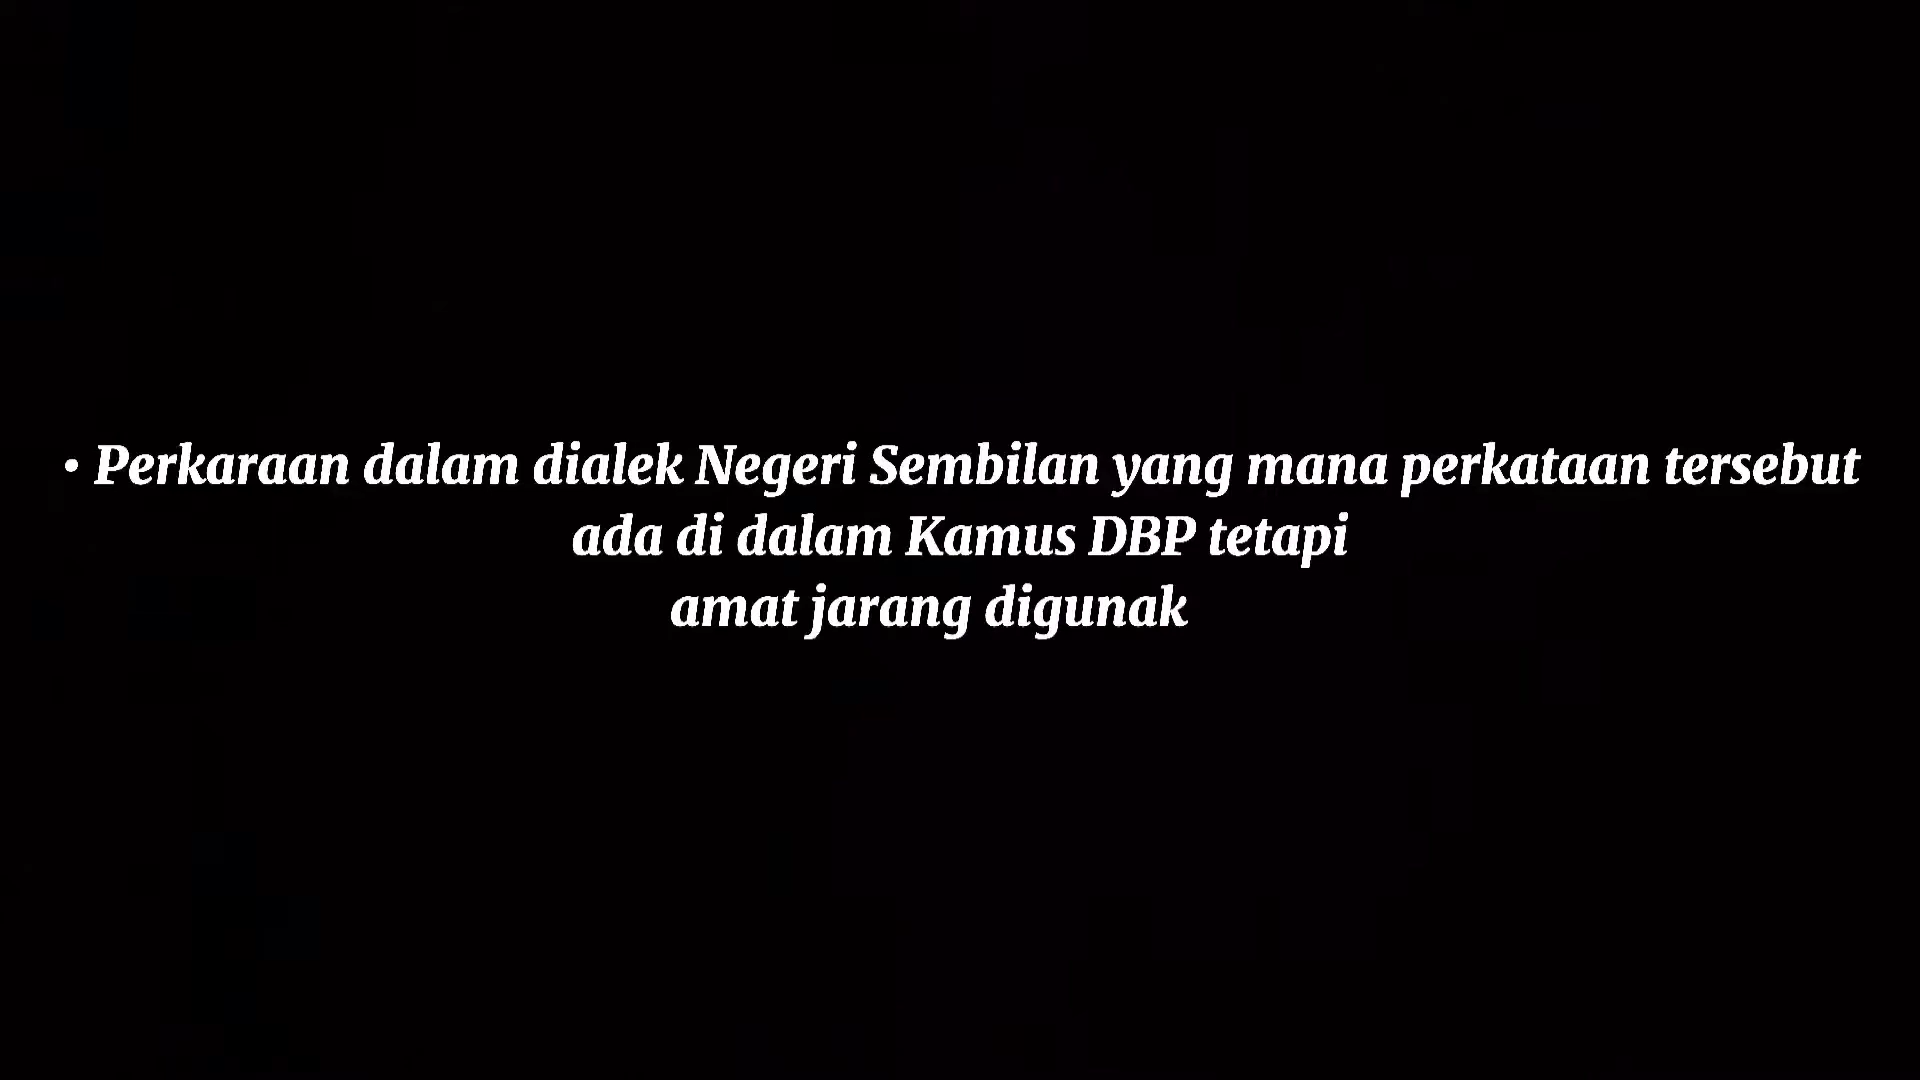 • Perkaraan dalam dialek Negeri Sembilan yang mana perkataan tersebut
ada di dalam Kamus DBP tetapi
amat jarang digunak